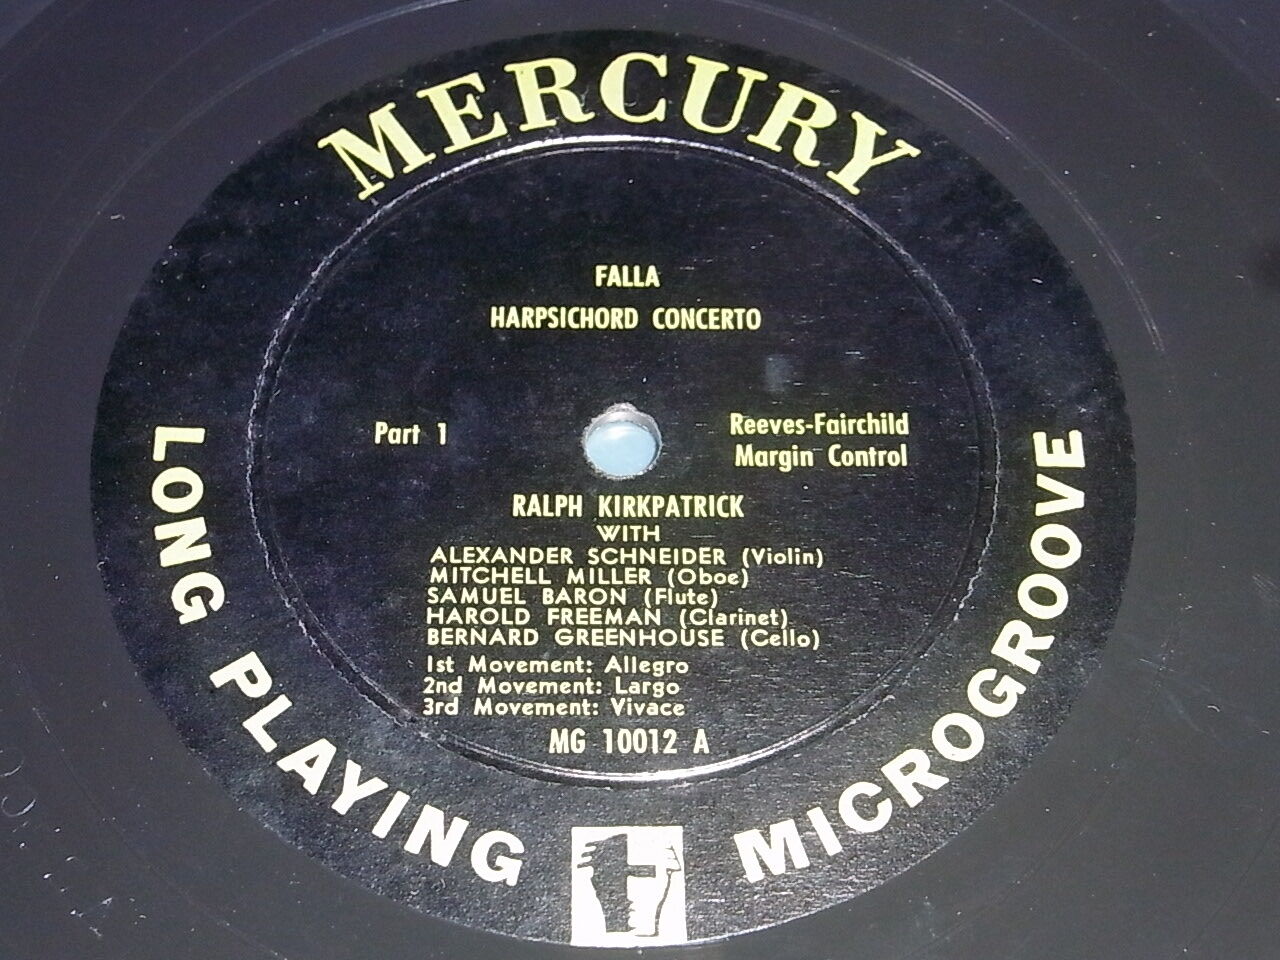 MERCURY
FALLA
HARPSICHORD CONCERTO
Part 1
Reeves-Fairchild
Margin Control
RALPH KIRKPATRICK
WITH
ALEXANDER SCHNEIDER (Violin)
MITCHELL MILLER (Oboe)
SAMUEL BARON (Flute)
HAROLD FREEMAN (Clarinet)
BERNARD GREENHOUSE (Cello)
1st Movement: Allegro
2nd Movement: Largo
3rd Movement: Vivace
MG 10012 A
LONG PLAYING MICROGROOVE